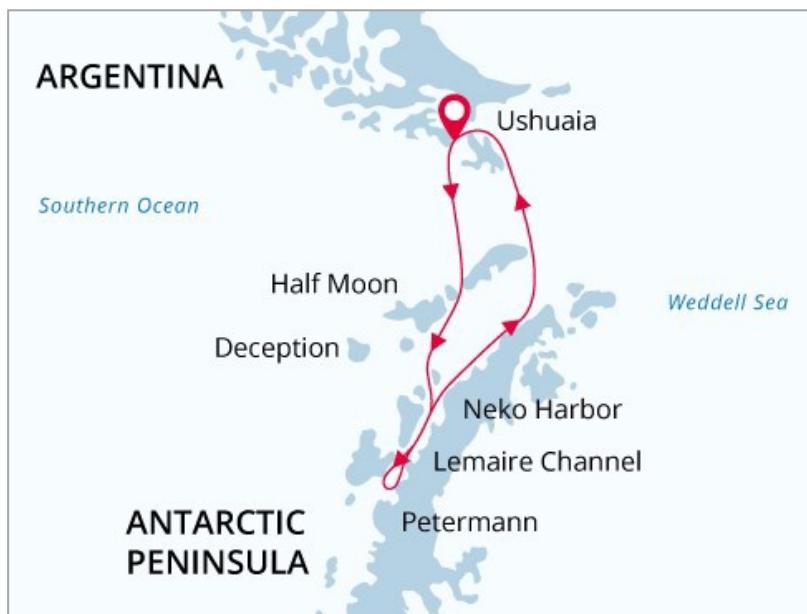 ARGENTINA
Ushuaia
Southern Ocean
Half Moon
Weddell Sea
Deception
Neko Harbor
Lemaire Channel
Petermann
ANTARCTIC
PENINSULA